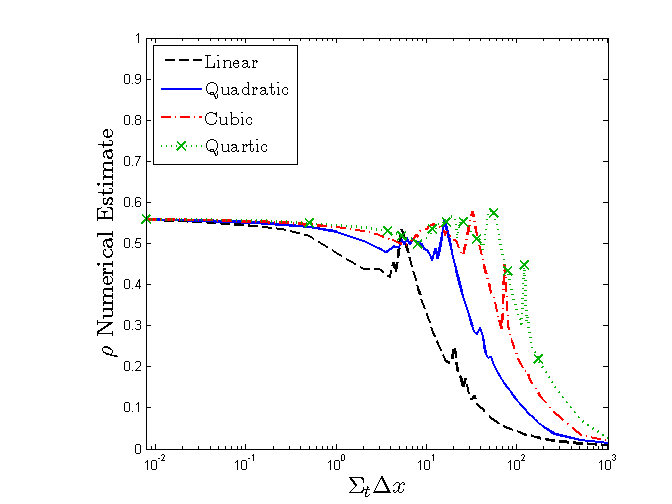 1
0.9
0.8
0.7
0.6
0.5
0.4
0.3
0.2
0.1
0
ρ Numerical Estimate
Linear
Quadratic
Cubic
Quartic
10^-2 10^-1 10^0 10^1 10^2 10^3
Σ_tΔx